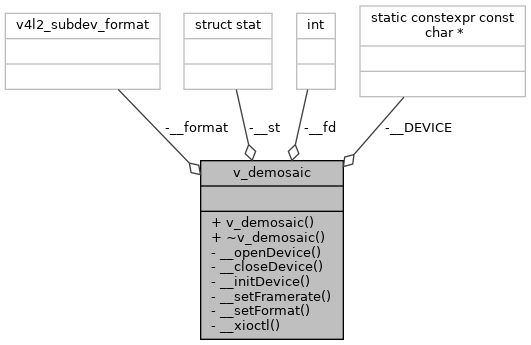 v4l2_subdev_format
struct stat
int
static constexpr const
char *
-__format
-__st
-__fd
-__DEVICE
v_demosaic
+ v_demosaic()
+ ~v_demosaic()
- __openDevice()
- __closeDevice()
- __initDevice()
- __setFramerate()
- __setFormat()
- __xioctl()